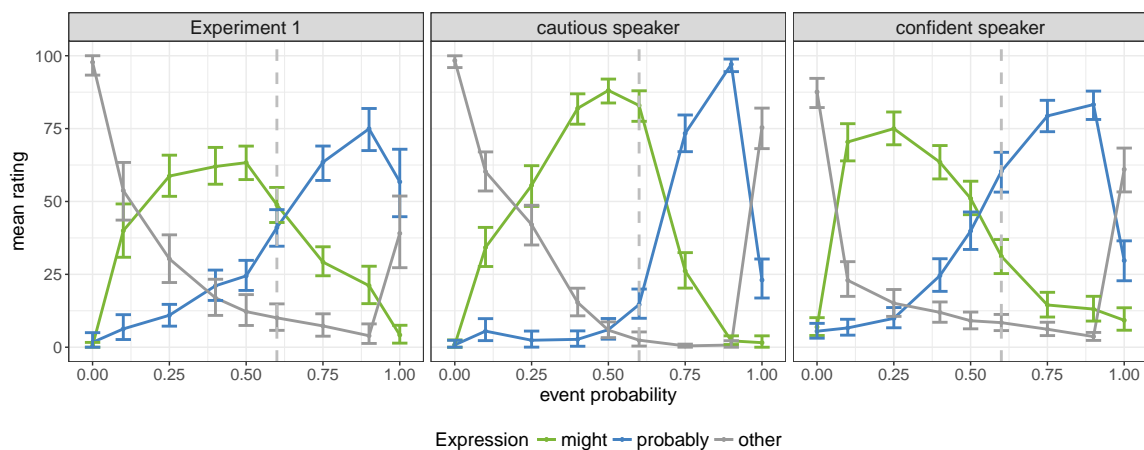 Experiment 1
cautious speaker
confident speaker
mean rating
100
75
50
25
0
0.00 0.25 0.50 0.75 1.00
0.00 0.25 0.50 0.75 1.00
0.00 0.25 0.50 0.75 1.00
event probability
Expression might probably other